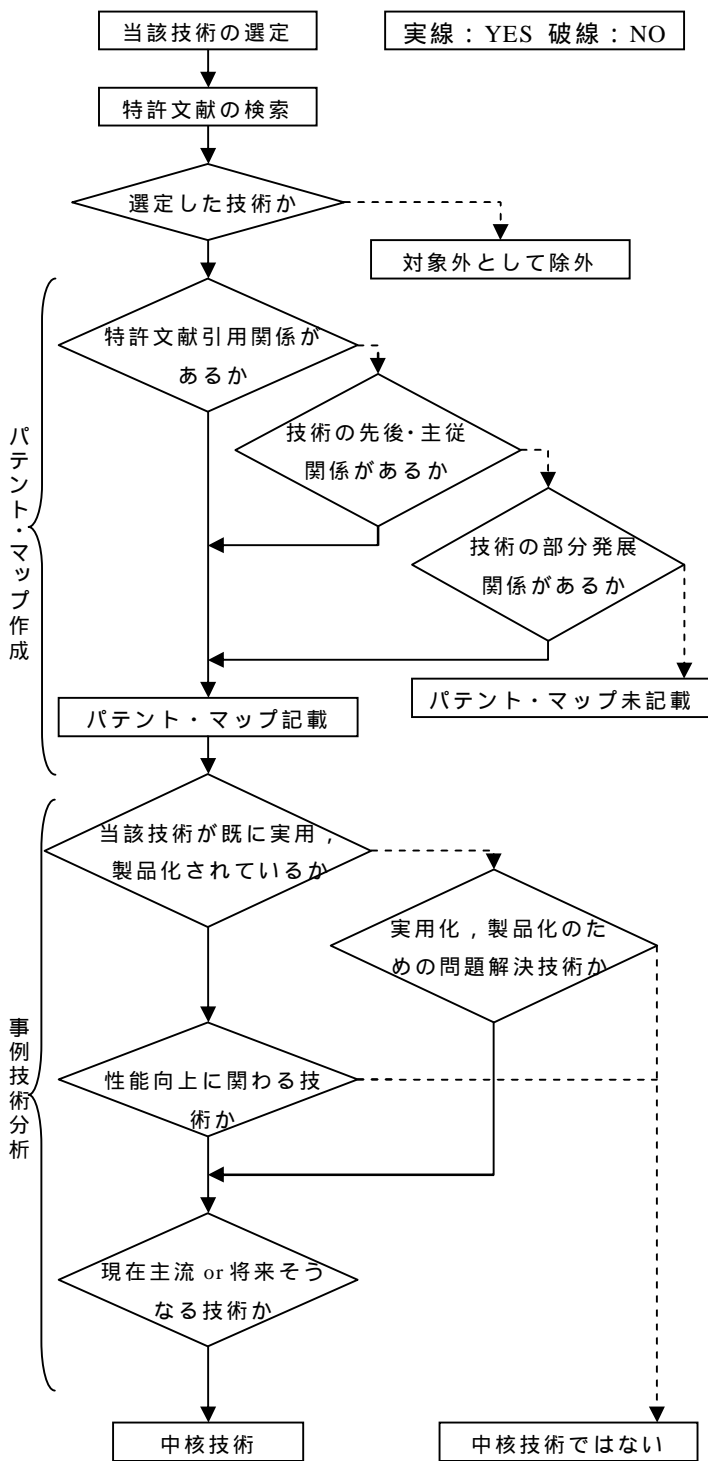 当該技術の選定
実線：YES 破線：NO
特許文献の検索
選定した技術か
対象外として除外
特許文献引用関係が
あるか
技術の先後・主従
関係があるか
技術の部分発展
関係があるか
パテント・マップ作成
パテント・マップ未記載
パテント・マップ記載
当該技術が既に実用，
製品化されているか
実用化，製品化のた
めの問題解決技術か
事例技術分析
性能向上に関わる技
術か
現在主流 or 将来そう
なる技術か
中核技術
中核技術ではない